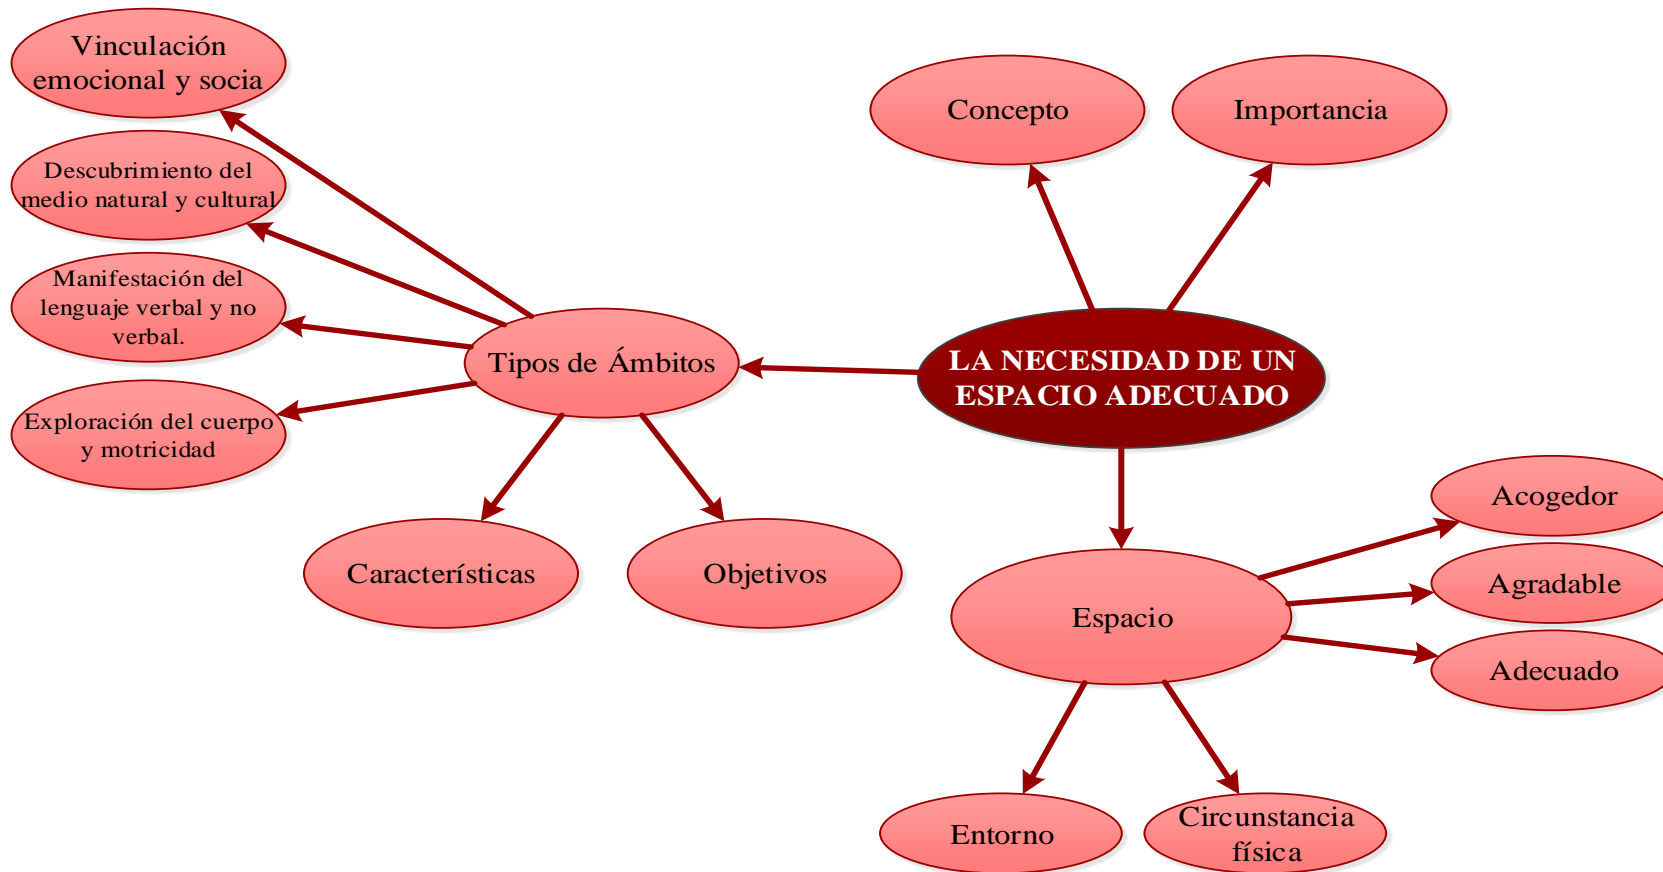 Vinculación
emocional y socia
Descubrimiento del
medio natural y cultural
Manifestación del
lenguaje verbal y no
verbal.
Exploración del cuerpo
y motricidad
Tipos de Ámbitos
Características
Objetivos
Concepto
Importancia
LA NECESIDAD DE UN
ESPACIO ADECUADO
Espacio
Acogedor
Agradable
Adecuado
Entorno
Circunstancia
física